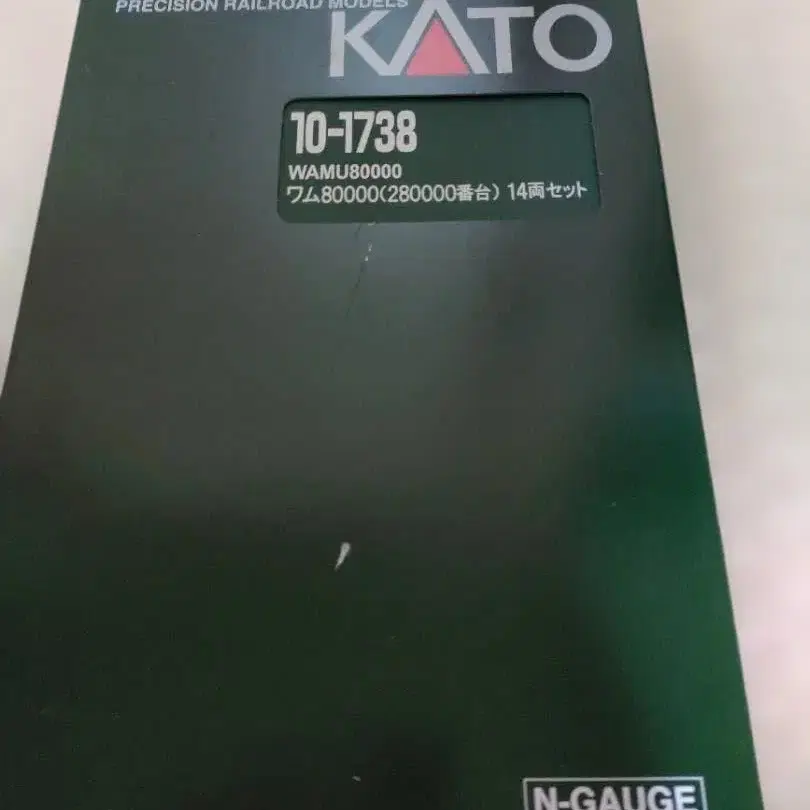 PRECISION RAILROAD MODELS
KATO
10-1738
WAMU80000
ワム80000(280000番台) 14両セット
N-GAUGE